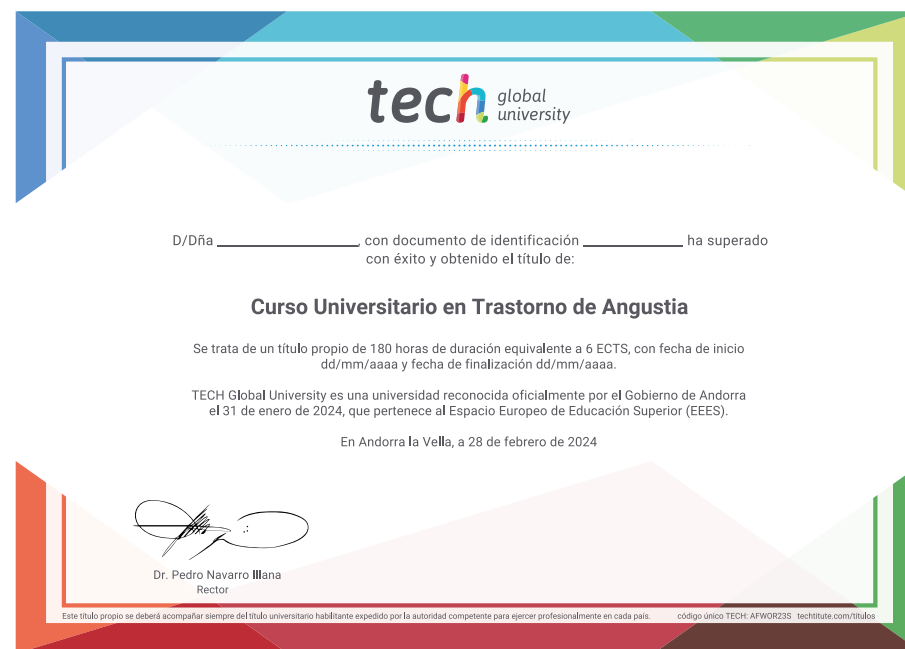 tech global university
D/Dña , con documento de identificación ha superado
con éxito y obtenido el título de:
Curso Universitario en Trastorno de Angustia
Se trata de un título propio de 180 horas de duración equivalente a 6 ECTS, con fecha de inicio
dd/mm/aaaa y fecha de finalización dd/mm/aaaa.
TECH Global University es una universidad reconocida oficialmente por el Gobierno de Andorra
el 31 de enero de 2024, que pertenece al Espacio Europeo de Educación Superior (EEES).
En Andorra la Vella, a 28 de febrero de 2024
Dr. Pedro Navarro Illana
Rector
Este título propio se deberá acompañar siempre del título universitario habilitante expedido por la autoridad competente para ejercer profesionalmente en cada país. código único TECH: AFWOR23S techtitute.com/titulos